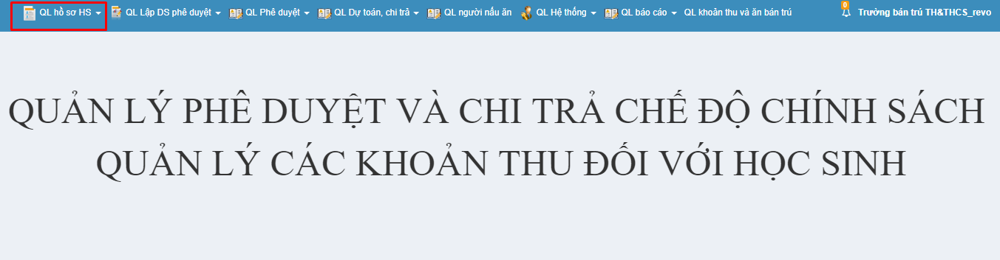 QL hồ sơ HS QL Lập DS phê duyệt QL Phê duyệt QL Dự toán, chi trả QL người nấu ăn QL Hệ thống QL báo cáo QL khoản thu và ăn bán trú 0 Trường bán trú TH&THCS_revo
QUẢN LÝ PHÊ DUYỆT VÀ CHI TRẢ CHẾ ĐỘ CHÍNH SÁCH
QUẢN LÝ CÁC KHOẢN THU ĐỐI VỚI HỌC SINH